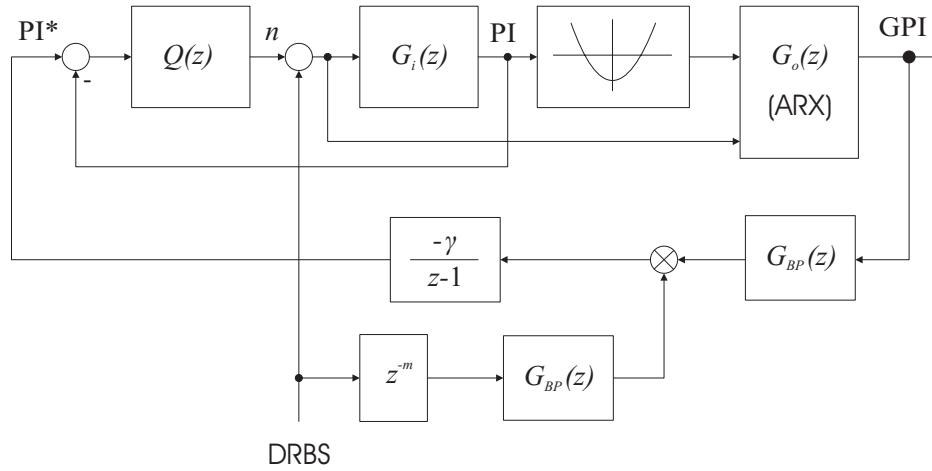 PI*
-
Q(z)
n
G_i(z)
PI
G_o(z)
(ARX)
GPI
-γ
z-1
G_BP(z)
z^-m
G_BP(z)
DRBS